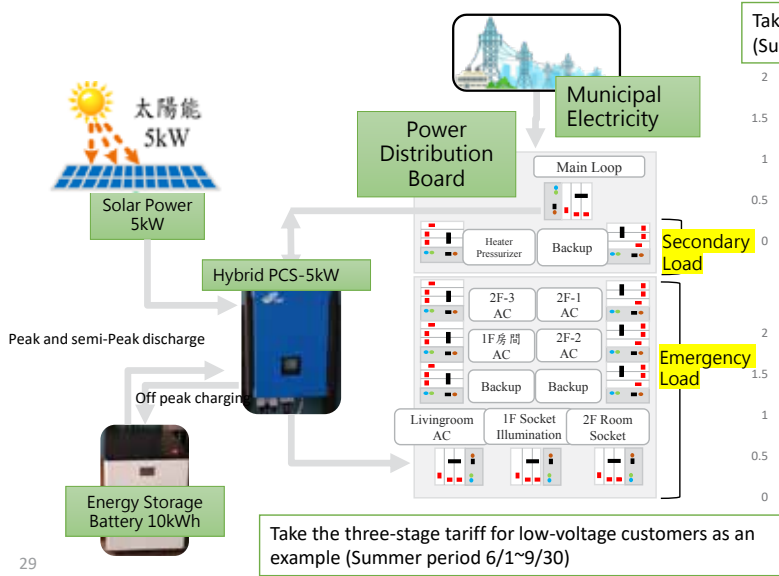 Tak
(Su
2
1.5
1
0.5
0
2
1.5
1
0.5
0
太陽能
5kW
Solar Power
5kW
Municipal
Electricity
Power
Distribution
Board
Main Loop
Heater
Pressurizer
Backup
Secondary
Load
Hybrid PCS-5kW
2F-3
AC
2F-1
AC
1F房間
AC
2F-2
AC
Backup
Backup
Emergency
Load
Livingroom
AC
1F Socket
Illumination
2F Room
Socket
Peak and semi-Peak discharge
Off peak charging
Energy Storage
Battery 10kWh
Take the three-stage tariff for low-voltage customers as an
example (Summer period 6/1~9/30)
29